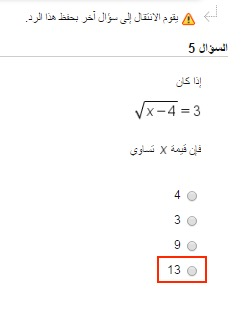 يقوم الانتقال إلى سؤال آخر بحفظ هذا الرد.
السؤال 5
إذا كان
√x−4 = 3
فإن قيمة x تساوي
4
3
9
13